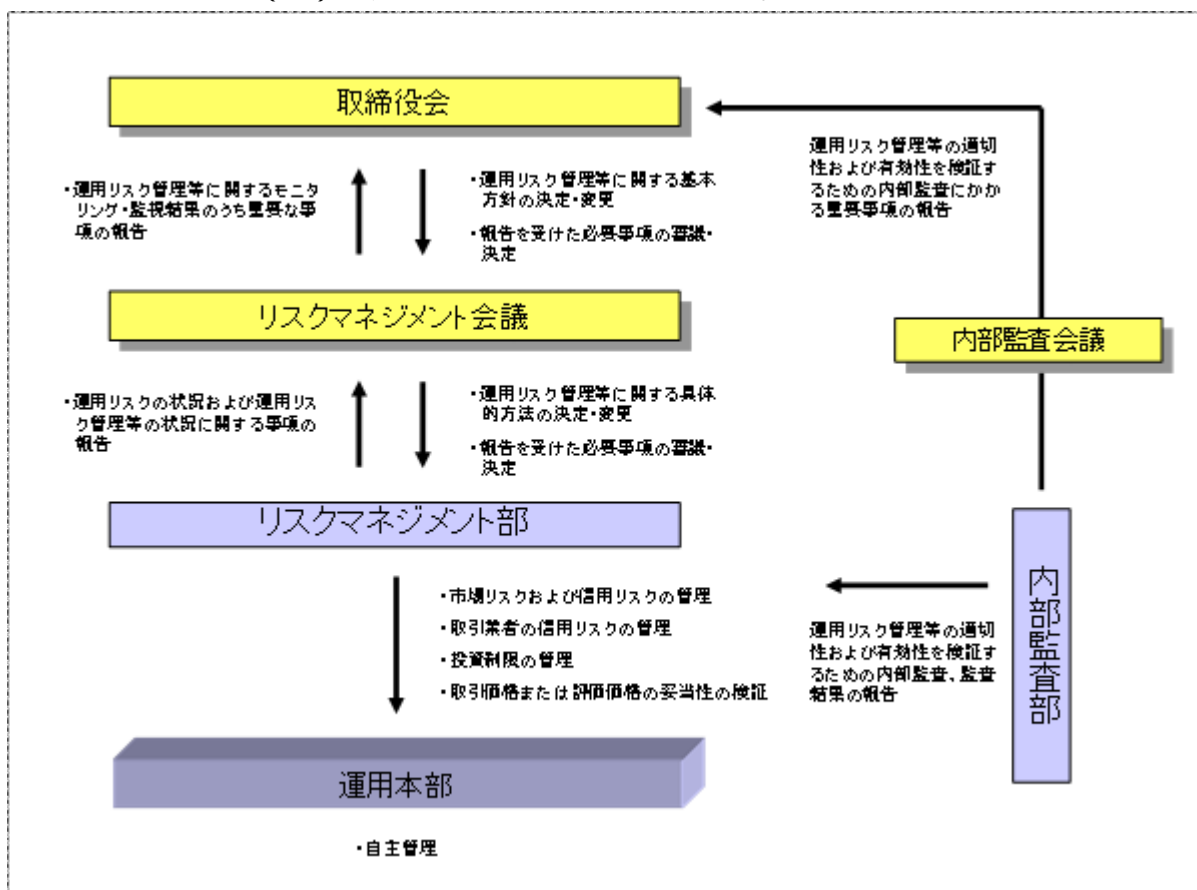 取締役会
・運用リスク管理等に関するモニ
タリング・監視結果のうち重要な事
項の報告
・運用リスク管理等に関する基本
方針の決定・変更
・報告を受けた必要事項の審議・
決定
運用リスク管理等の適切
性および有効性を検証す
るための内部監査にかか
る重要事項の報告
リスクマネジメント会議
内部監査会議
・運用リスクの状況および運用リス
ク管理等の状況に関する事項の
報告
・運用リスク管理等に関する具体
的方法の決定・変更
・報告を受けた必要事項の審議・
決定
リスクマネジメント部
・市場リスクおよび信用リスクの管理
・取引業者の信用リスクの管理
・投資制限の管理
・取引価格または評価価格の妥当性の検証
運用リスク管理等の適切
性および有効性を検証す
るための内部監査、監査
結果の報告
内部監査部
運用本部
・自主管理